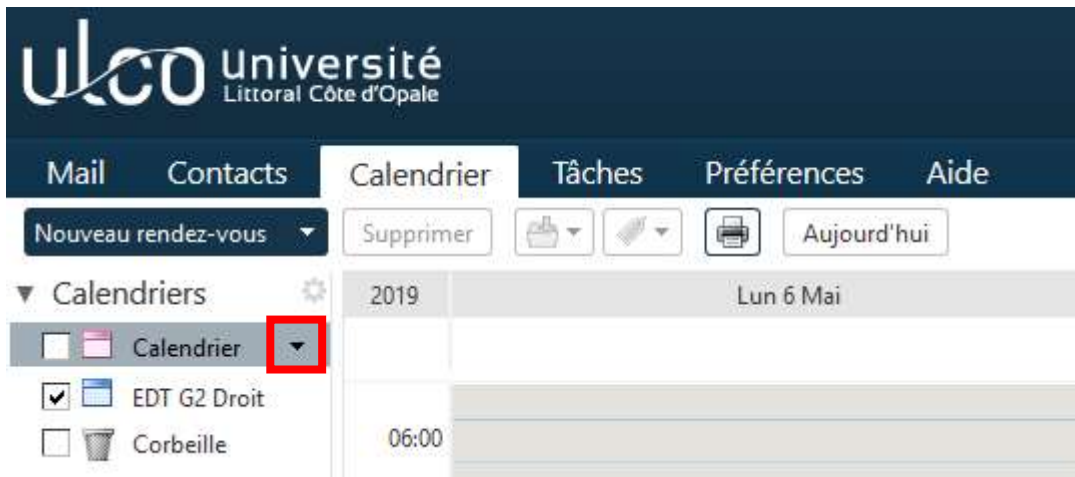 ulco Université
Littoral Côte d'Opale
Mail Contacts Calendrier Tâches Préférences Aide
Nouveau rendez-vous Supprimer Aujourd'hui
Calendriers 2019 Lun 6 Mai
Calendrier
EDT G2 Droit
Corbeille 06:00